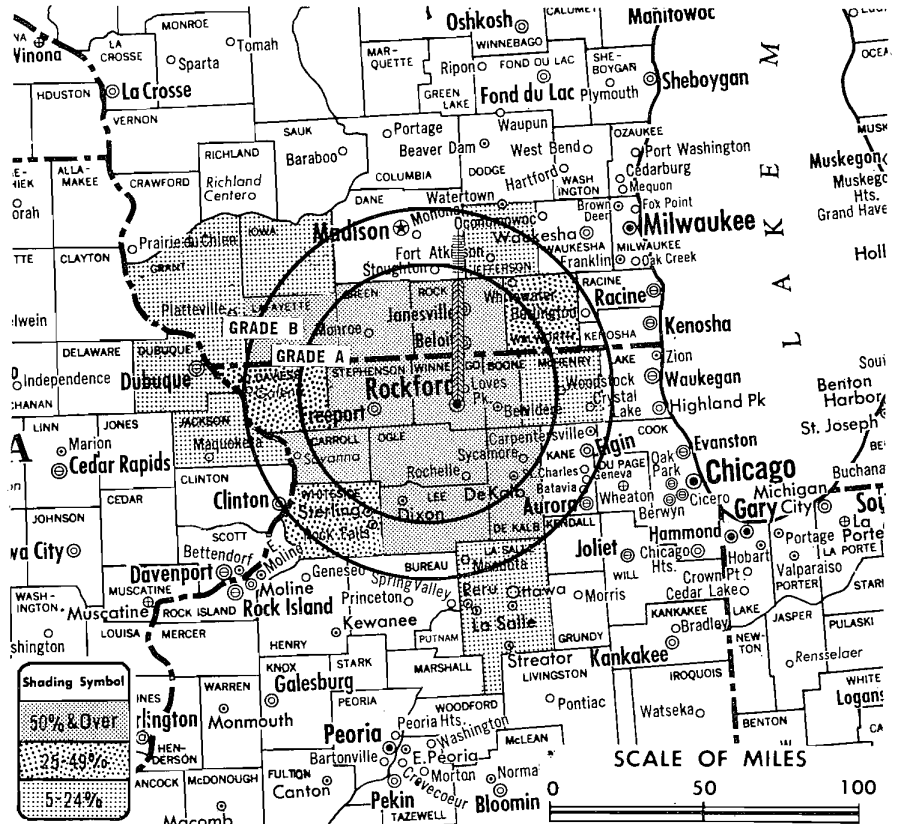 CALUMET
Manitowoc
MONROE
Oshkosh
WINNEBAGO
Tomah
LA CROSSE
Sparta
Winona
MAR-QUETTE
Ripon
FOND DU LAC
SHE-BOYGAN
Sheboygan
GREEN LAKE
Fond du Lac
Plymouth
HOUSTON
La Crosse
VERNON
Waupun
SAUK
Portage
OZAUKEE
Port Washington
Beaver Dam
West Bend
RICHLAND
Baraboo
Cedarburg
Muskegon
ALLA-MAKEE
CRAWFORD
COLUMBIA
DODGE
Hartford
WASH INGTON
Mequon
Richland Center
DANE
Watertown
Brown Deer
Fox Point
Hts.
Grand Have
IOWA
Madison
Monona
Oconomowoc
Milwaukee
Prairie du Chien
Waukesha
WAUKESHA
MILWAUKEE
CLAYTON
GRANT
Fort Atkinson
Franklin
Oak Creek
Stoughton
JEFFERSON
RACINE
Platteville
LAFAYETTE
GREEN
ROCK
Whitewater
Racine
Janesville
Burlington
GRADE B
Monroe
Beloit
WALWORTH
KENOSHA
Kenosha
GRADE A
DELAWARE
DUBUQUE
Zion
Independence
Dubuque
DAVIESS
Galena
STEPHENSON
WINNE
GO
BOONE
McHENRY
LAKE
Waukegan
Benton Harbor
Rockford
Loves Pk.
Woodstock
Crystal Lake
Highland Pk
LINN
JONES
JACKSON
Freeport
Belvidere
St. Joseph
Marion
Maquoketa
CARROLL
OGLE
Carpentersville
COOK
Evanston
Cedar Rapids
Savanna
Sycamore
KANE
Elgin
DU PAGE
Oak Park
Chicago
CLINTON
Rochelle
St Charles
Geneva
Batavia
Cicero
Michigan City
CEDAR
Clinton
WHITESIDE
LEE
DeKalb
Wheaton
Berwyn
JOHNSON
Sterling
Dixon
Aurora
Gary
Rock Falls
DE KALB
KENDALL
Hammond
La Porte
SCOTT
LA SALLE
Joliet
Chicago Hts.
Hobart
Portage
LA PORTE
Bettendorf
E. Moline
BUREAU
Mendota
WILL
Valparaiso
Davenport
Moline
Geneseo
Spring Valley
Crown Pt
PORTER
WASH-INGTON
MUSCATINE
Princeton
Peru
Ottawa
Morris
Cedar Lake
Muscatine
ROCK ISLAND
Rock Island
KANKAKEE
LAKE
JASPER
LOUISA
MERCER
Kewanee
La Salle
Bradley
PULASKI
HENRY
PUTNAM
GRUNDY
NEW-TON
STARK
Streator
Kankakee
Rensselaer
KNOX
MARSHALL
LIVINGSTON
IROQUOIS
WHITE
WARREN
Galesburg
PEORIA
WOODFORD
Pontiac
Watseka
Monmouth
Peoria Hts.
BENTON
HEN-DERSON
Peoria
Washington
McLEAN
Bartonville
E. Peoria
McDONOUGH
FULTON
Morton
Canton
Creve coeur
Pekin
Macomb
TAZEWELL
LAKE M
Shading Symbol
50% & Over
25-49%
5-24%
SCALE OF MILES
0
50
100